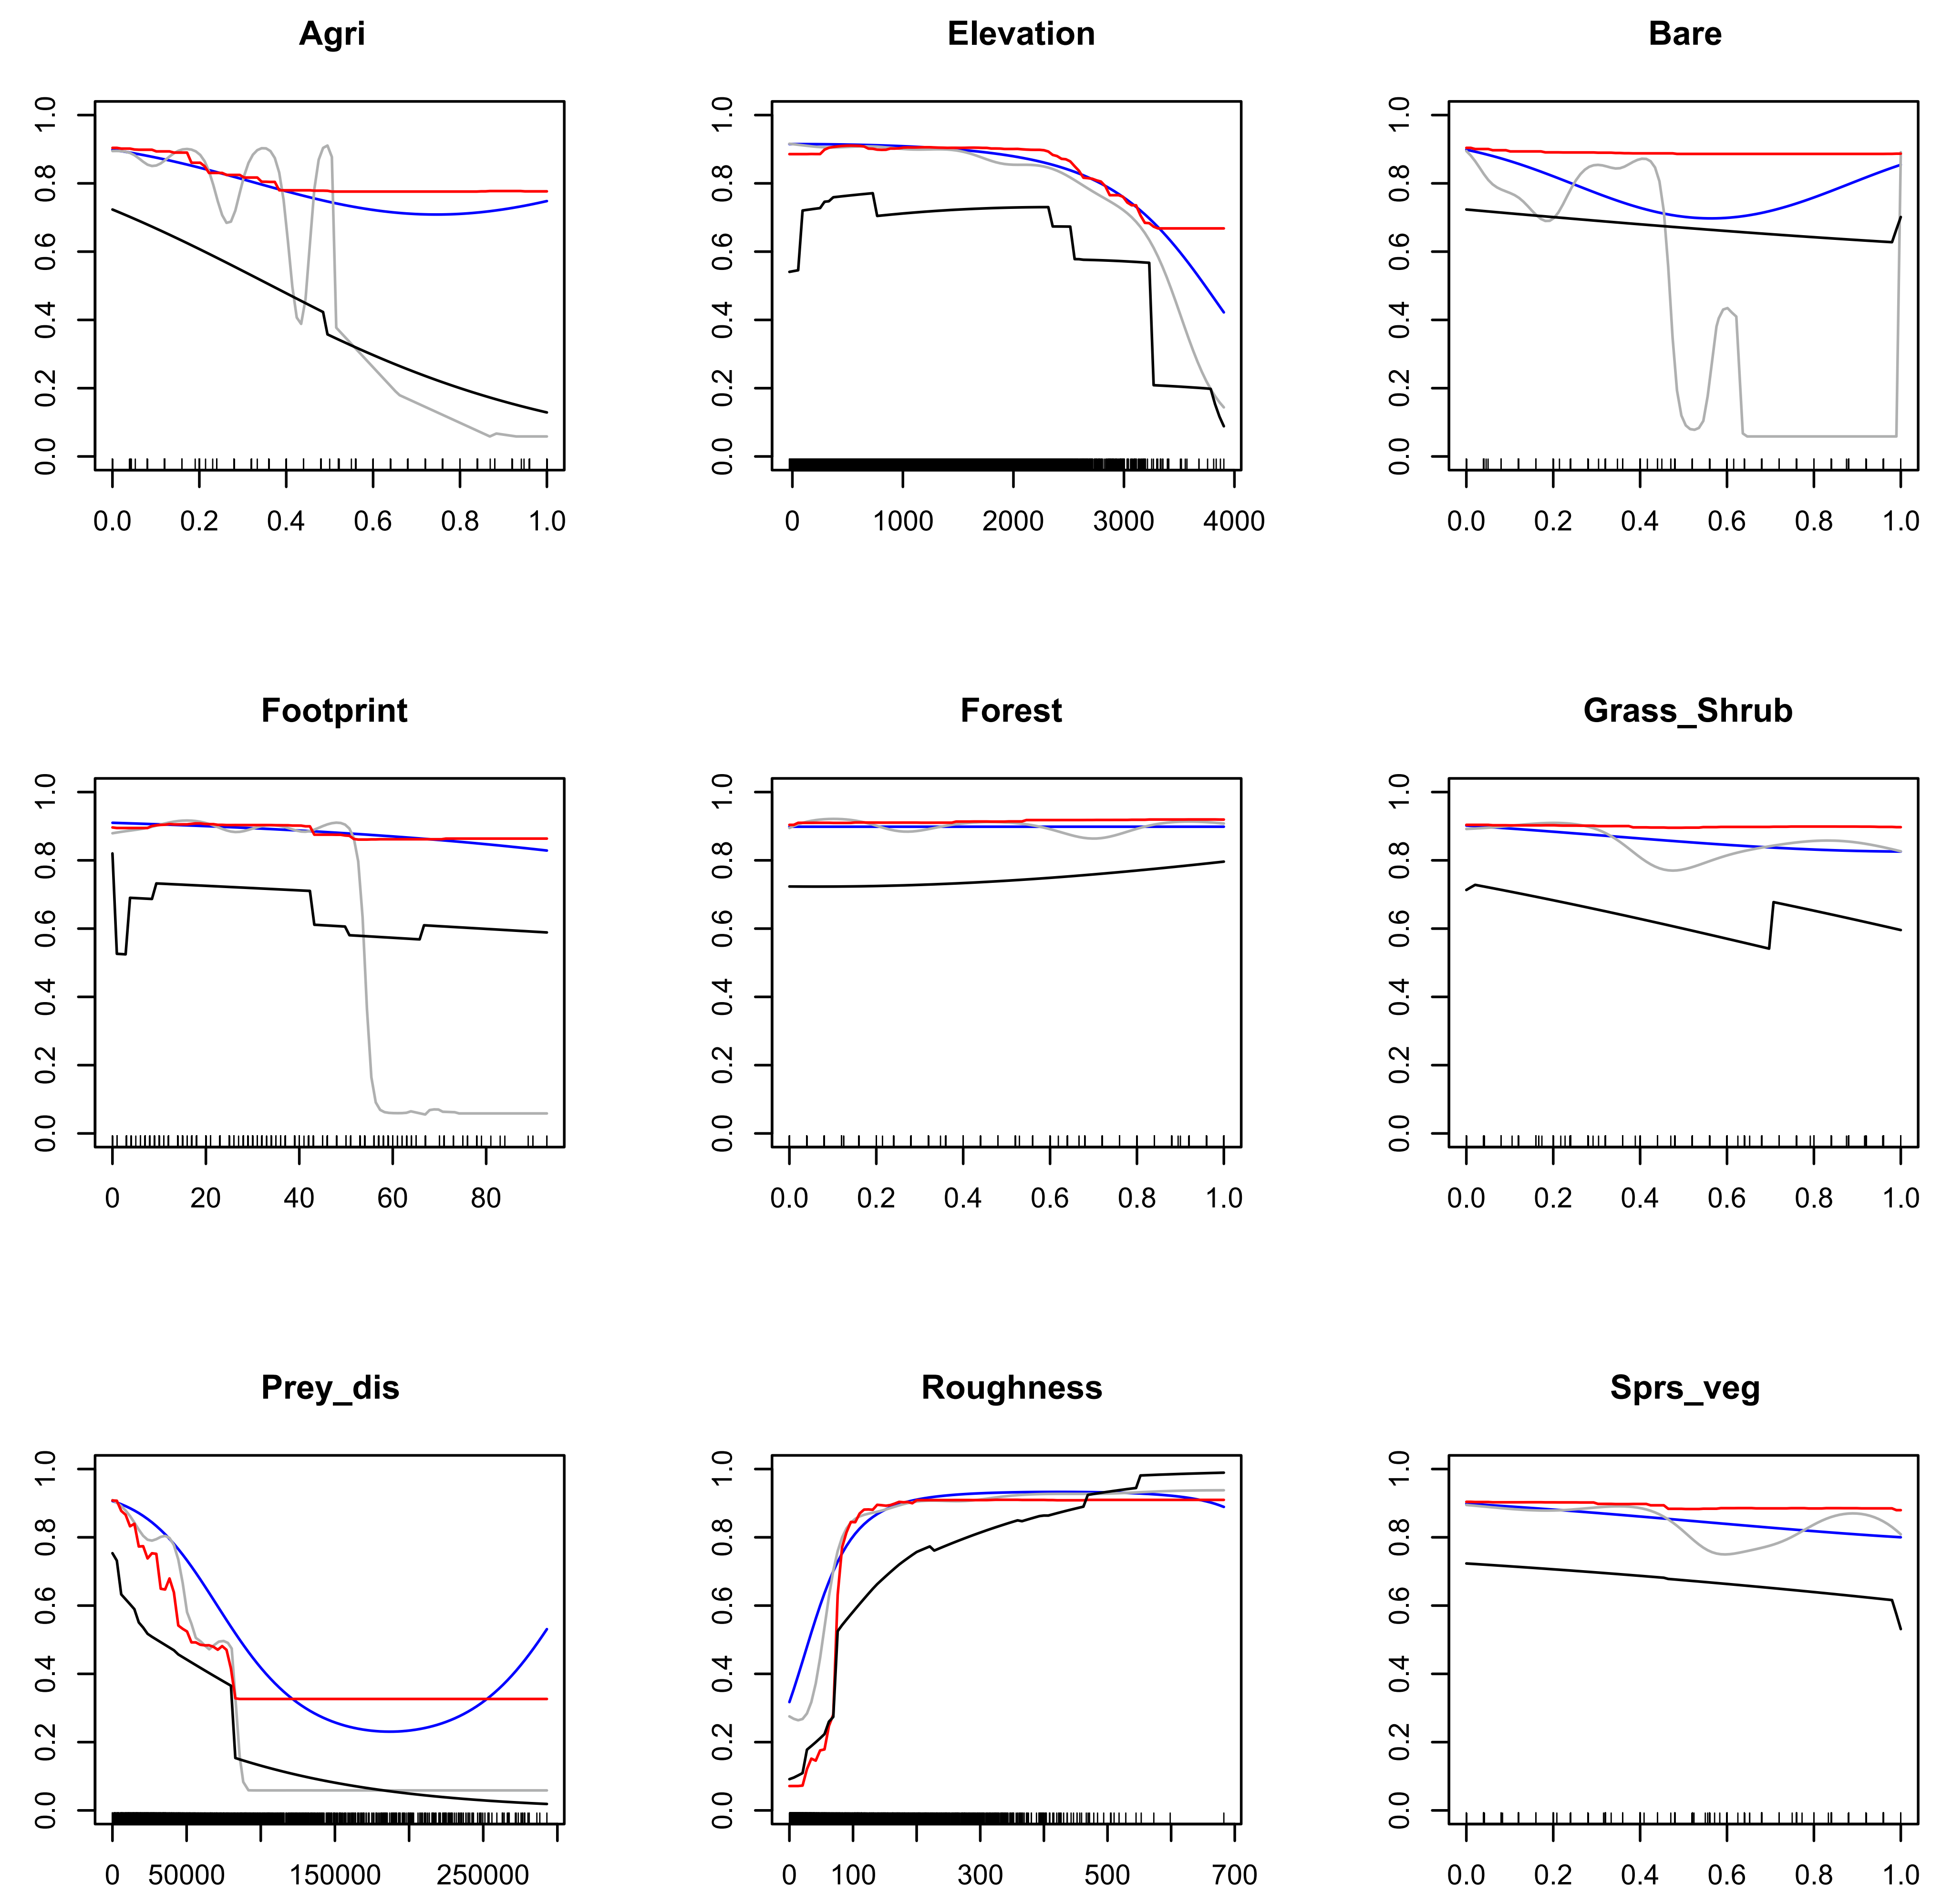 Agri
Elevation
Bare
0.0 0.2 0.4 0.6 0.8 1.0
0.0 0.2 0.4 0.6 0.8 1.0
0.0 0.2 0.4 0.6 0.8 1.0
0.0 0.2 0.4 0.6 0.8 1.0
0 1000 2000 3000 4000
0.0 0.2 0.4 0.6 0.8 1.0
Footprint
Forest
Grass_Shrub
0.0 0.2 0.4 0.6 0.8 1.0
0.0 0.2 0.4 0.6 0.8 1.0
0.0 0.2 0.4 0.6 0.8 1.0
0 20 40 60 80
0.0 0.2 0.4 0.6 0.8 1.0
0.0 0.2 0.4 0.6 0.8 1.0
Prey_dis
Roughness
Sprs_veg
0.0 0.2 0.4 0.6 0.8 1.0
0.0 0.2 0.4 0.6 0.8 1.0
0.0 0.2 0.4 0.6 0.8 1.0
0 50000 150000 250000
0 100 300 500 700
0.0 0.2 0.4 0.6 0.8 1.0